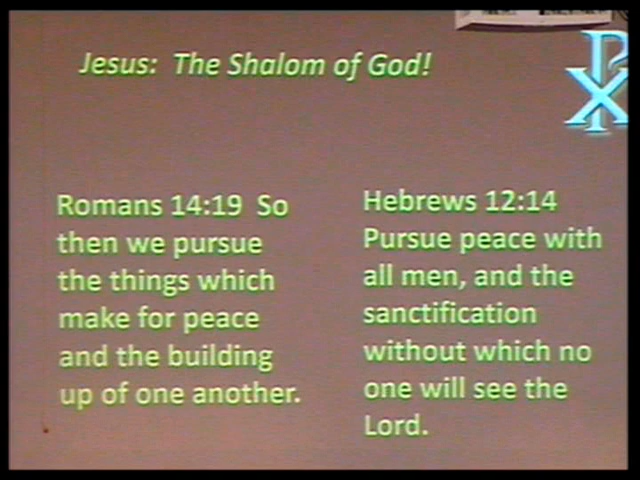 Jesus: The Shalom of God!
Romans 14:19 So
then we pursue
the things which
make for peace
and the building
up of one another.
Hebrews 12:14
Pursue peace with
all men, and the
sanctification
without which no
one will see the
Lord.